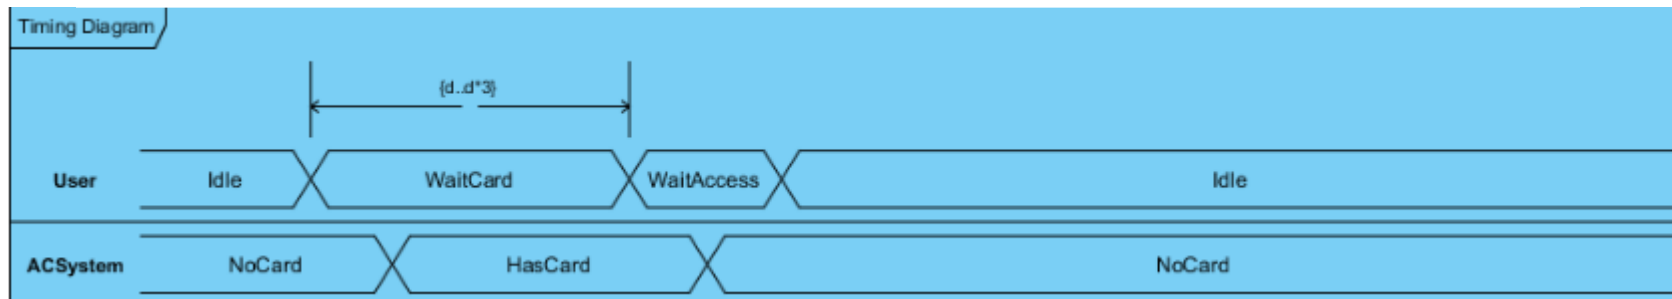 Timing Diagram
{d..d*3}
User Idle WaitCard WaitAccess Idle
ACSystem NoCard HasCard NoCard